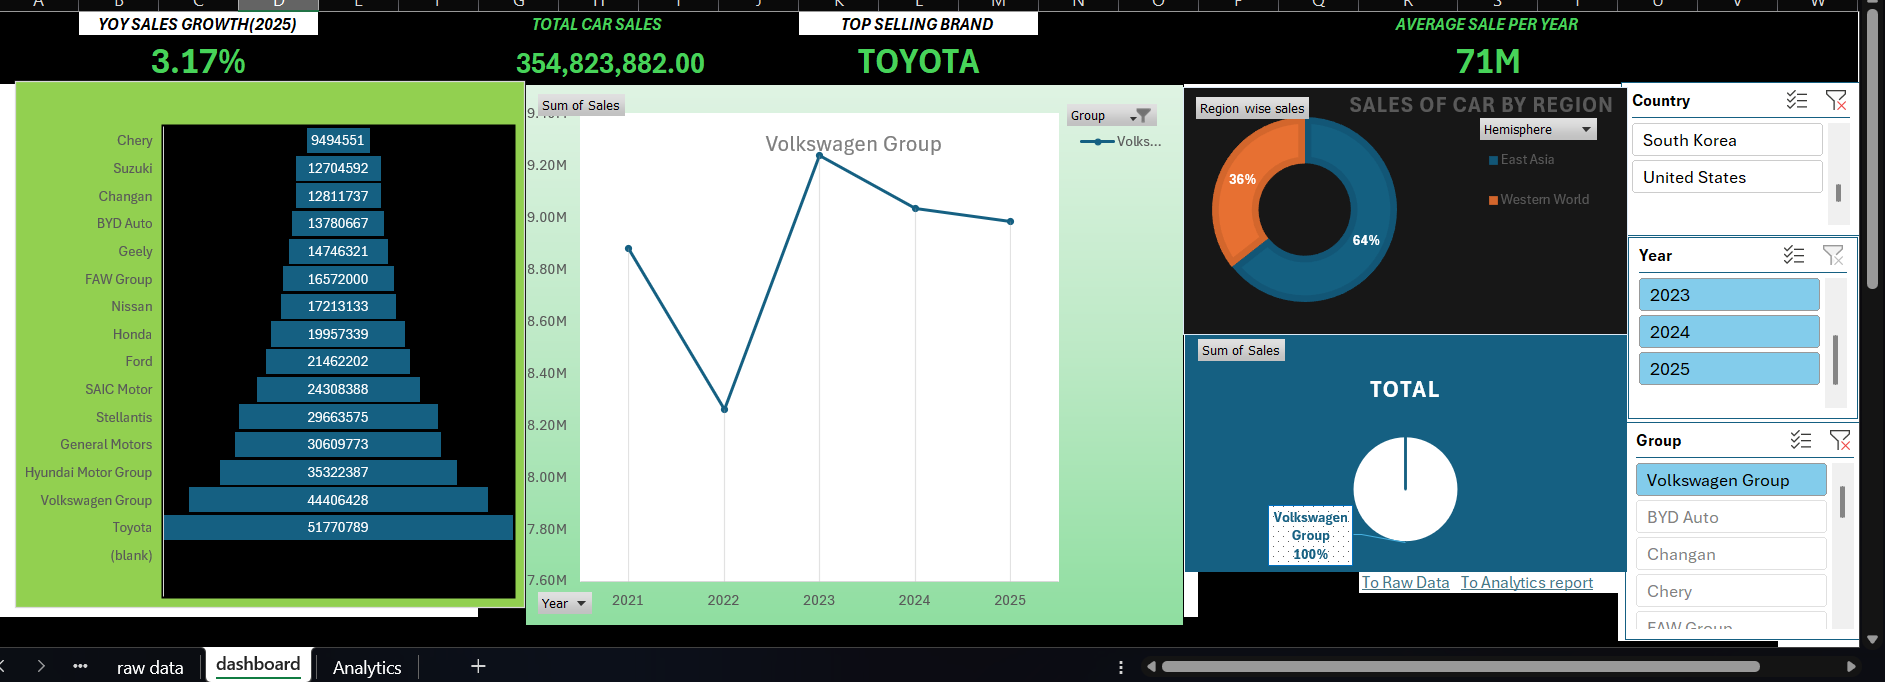 A B C D E F G H I J K L M N O P Q R S T U V W
YOY SALES GROWTH(2025)
TOTAL CAR SALES
TOP SELLING BRAND
AVERAGE SALE PER YEAR
3.17%
354,823,882.00
TOYOTA
71M
Chery 9494551
Suzuki 12704592
Changan 12811737
BYD Auto 13780667
Geely 14746321
FAW Group 16572000
Nissan 17213133
Honda 19957339
Ford 21462202
SAIC Motor 24308388
Stellantis 29663575
General Motors 30609773
Hyundai Motor Group 35322387
Volkswagen Group 44406428
Toyota 51770789
(blank)
Sum of Sales
Volkswagen Group
Group
Volks...
9.40M
9.20M
9.00M
8.80M
8.60M
8.40M
8.20M
8.00M
7.80M
7.60M
Year
2021 2022 2023 2024 2025
Region wise sales
SALES OF CAR BY REGION
Hemisphere
East Asia
Western World
36%
64%
Sum of Sales
TOTAL
Volkswagen
Group
100%
To Raw Data To Analytics report
Country
South Korea
United States
Year
2023
2024
2025
Group
Volkswagen Group
BYD Auto
Changan
Chery
FAW Group
raw data dashboard Analytics